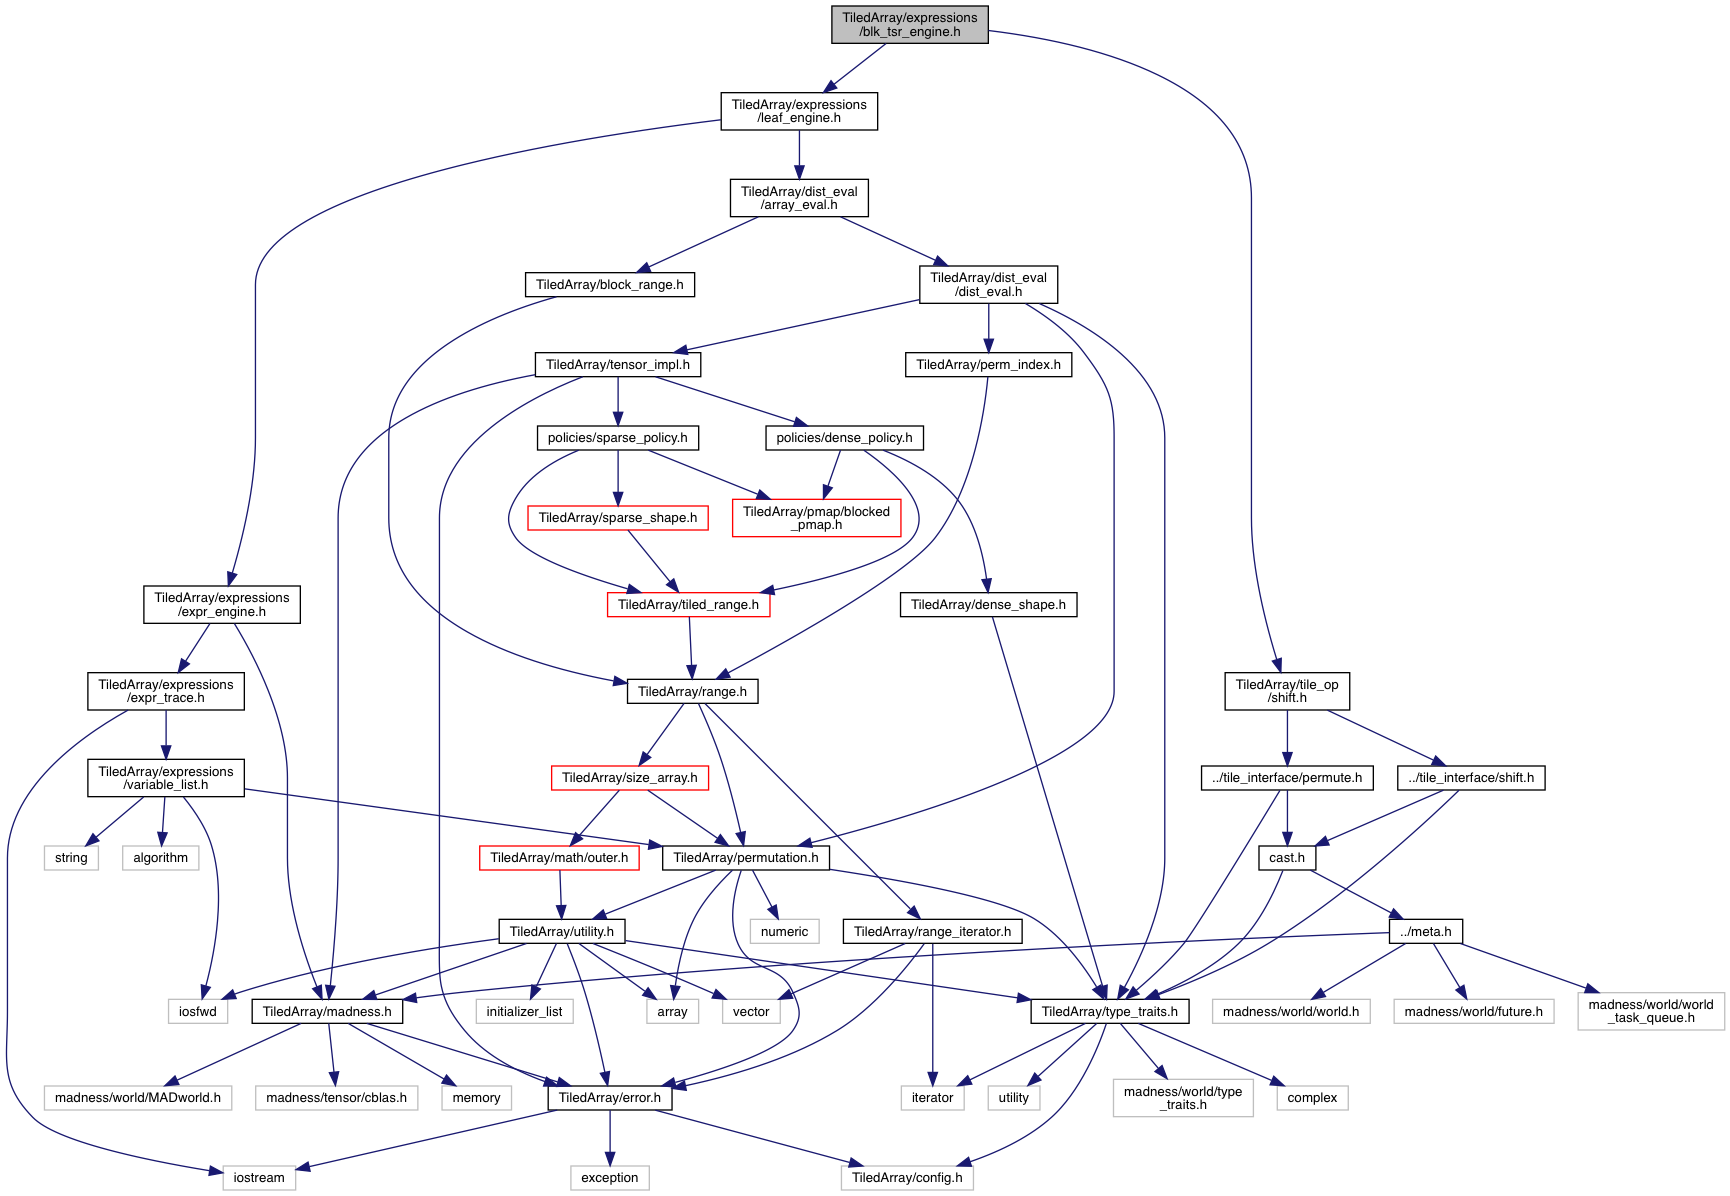 TiledArray/expressions
/blk_tsr_engine.h
TiledArray/expressions
/leaf_engine.h
TiledArray/dist_eval
/array_eval.h
TiledArray/block_range.h
TiledArray/dist_eval
/dist_eval.h
TiledArray/tensor_impl.h
TiledArray/perm_index.h
policies/sparse_policy.h
policies/dense_policy.h
TiledArray/sparse_shape.h
TiledArray/pmap/blocked
_pmap.h
TiledArray/expressions
/expr_engine.h
TiledArray/tiled_range.h
TiledArray/dense_shape.h
TiledArray/expressions
/expr_trace.h
TiledArray/range.h
TiledArray/tile_op
/shift.h
TiledArray/expressions
/variable_list.h
TiledArray/size_array.h
../tile_interface/permute.h
../tile_interface/shift.h
string
algorithm
TiledArray/math/outer.h
TiledArray/permutation.h
cast.h
TiledArray/utility.h
numeric
TiledArray/range_iterator.h
../meta.h
iosfwd
TiledArray/madness.h
initializer_list
array
vector
TiledArray/type_traits.h
madness/world/world.h
madness/world/future.h
madness/world/world
_task_queue.h
madness/world/MADworld.h
madness/tensor/cblas.h
memory
TiledArray/error.h
iterator
utility
madness/world/type
_traits.h
complex
iostream
exception
TiledArray/config.h